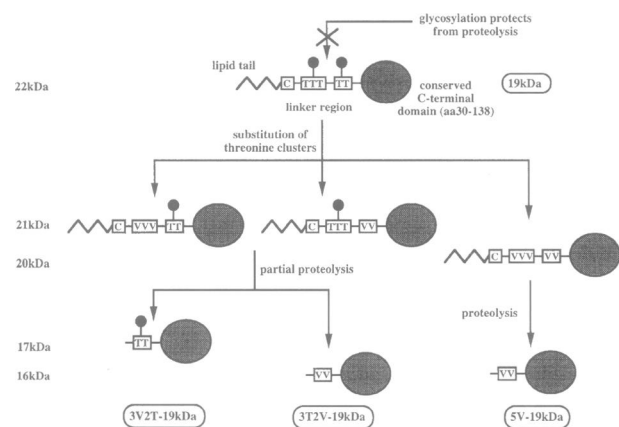 glycosylation protects
from proteolysis
lipid tail
22kDa
C TTT TT
19kDa
conserved
C-terminal
domain (aa30-138)
linker region
substitution of
threonine clusters
21kDa
C VVV TT
C TTT VV
20kDa
C VVV VV
partial proteolysis
proteolysis
17kDa
TT
16kDa
VV
VV
3V2T-19kDa
3T2V-19kDa
5V-19kDa